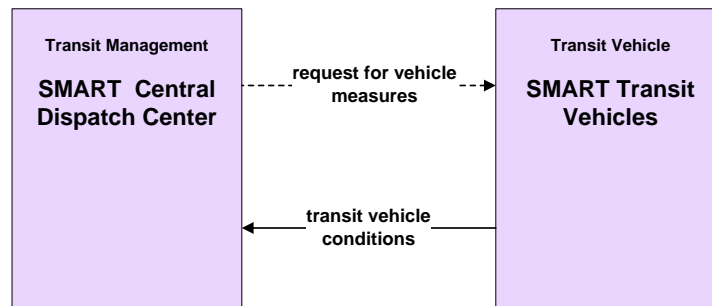 Transit Management
SMART Central
Dispatch Center
request for vehicle
measures
Transit Vehicle
SMART Transit
Vehicles
transit vehicle
conditions